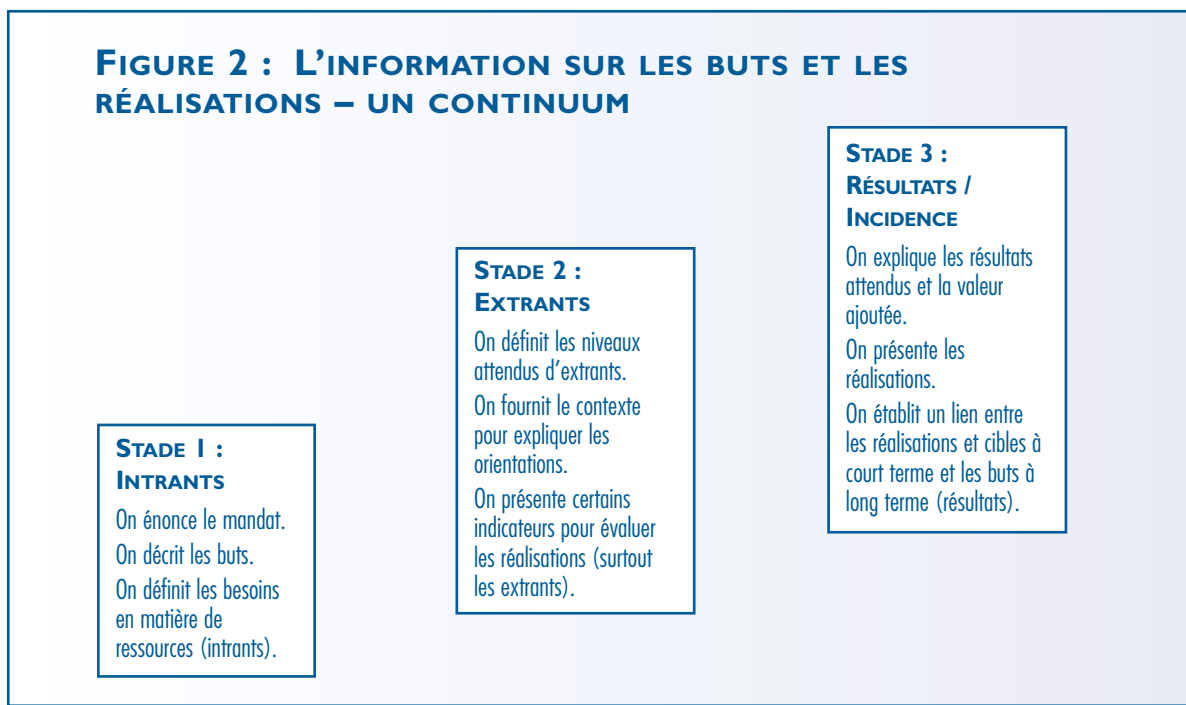 FIGURE 2 : L'INFORMATION SUR LES BUTS ET LES
RÉALISATIONS – UN CONTINUUM
STADE 1 :
INTRANTS
On énonce le mandat.
On décrit les buts.
On définit les besoins
en matière de
ressources (intrants).
STADE 2 :
EXTRANTS
On définit les niveaux
attendus d'extrants.
On fournit le contexte
pour expliquer les
orientations.
On présente certains
indicateurs pour évaluer
les réalisations (surtout
les extrants).
STADE 3 :
RÉSULTATS /
INCIDENCE
On explique les résultats
attendus et la valeur
ajoutée.
On présente les
réalisations.
On établit un lien entre
les réalisations et cibles à
court terme et les buts à
long terme (résultats).